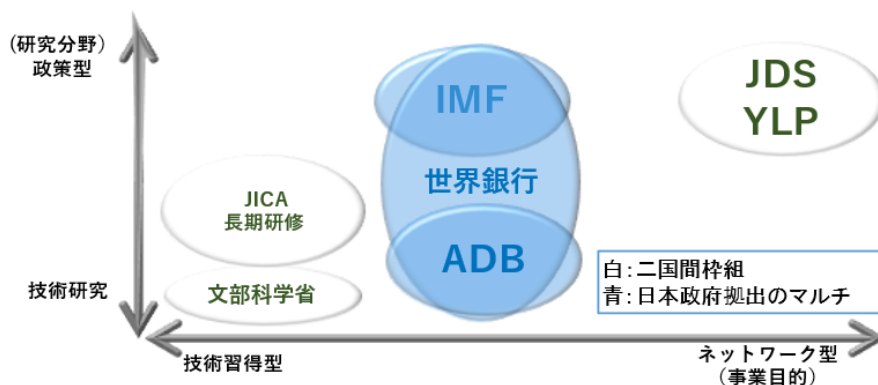 (研究分野)
政策型
IMF
JDS
YLP
世界銀行
JICA
長期研修
ADB
白:二国間枠組
青:日本政府拠出のマルチ
技術研究
文部科学省
技術習得型
ネットワーク型
(事業目的)